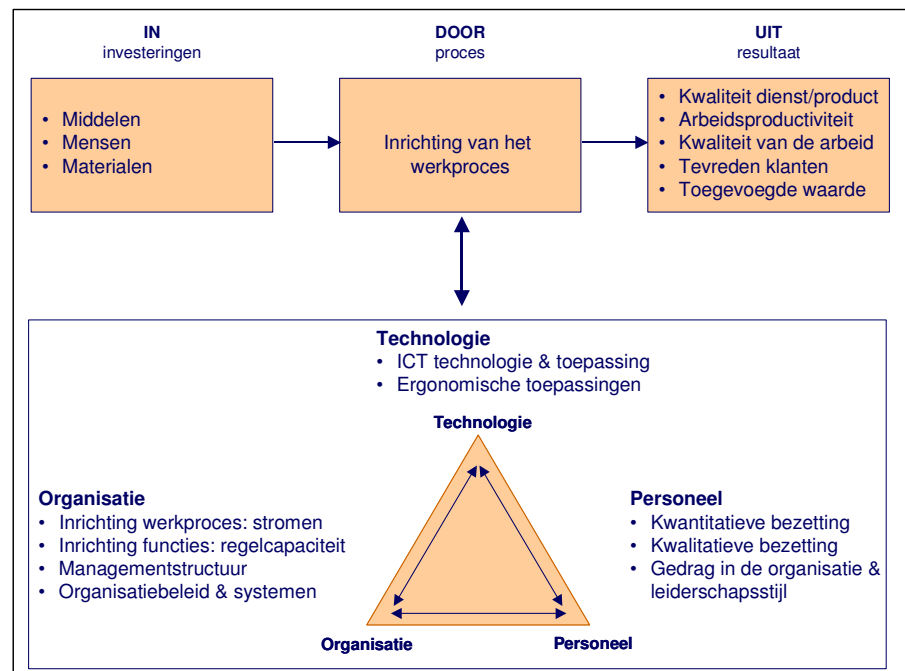 IN
investeringen
DOOR
proces
UIT
resultaat
• Middelen
• Mensen
• Materialen
Inrichting van het
werkproces
• Kwaliteit dienst/product
• Arbeidsproductiviteit
• Kwaliteit van de arbeid
• Tevreden klanten
• Toegevoegde waarde
Technologie
• ICT technologie & toepassing
• Ergonomische toepassingen
Technologie
Organisatie
• Inrichting werkproces: stromen
• Inrichting functies: regelcapaciteit
• Managementstructuur
• Organisatiebeleid & systemen
Personeel
• Kwantitatieve bezetting
• Kwalitatieve bezetting
• Gedrag in de organisatie &
leiderschapsstijl
Organisatie
Personeel